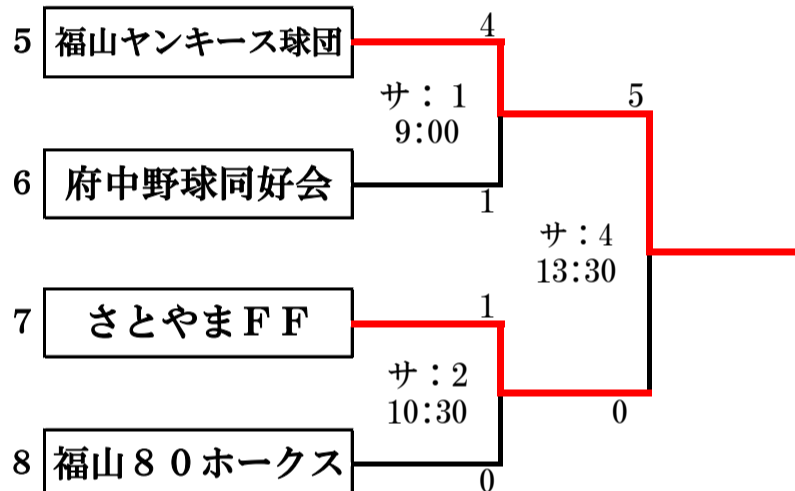 5 福山ヤンキース球団
4
サ：1
9:00
5
6 府中野球同好会
1
サ：4
13:30
7 さとやまＦＦ
1
サ：2
10:30
0
8 福山８０ホークス
0